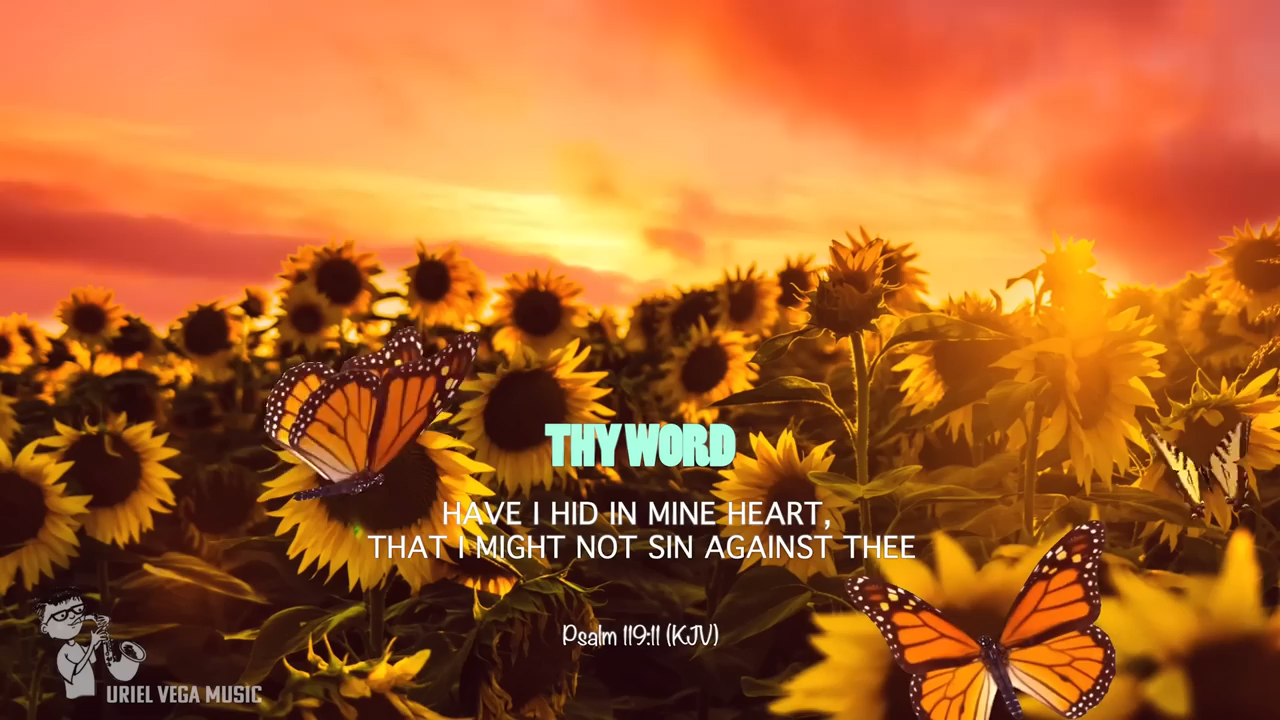 THY WORD
HAVE I HID IN MINE HEART,
THAT I MIGHT NOT SIN AGAINST THEE
Psalm 119:11 (KJV)
URIEL VEGA MUSIC